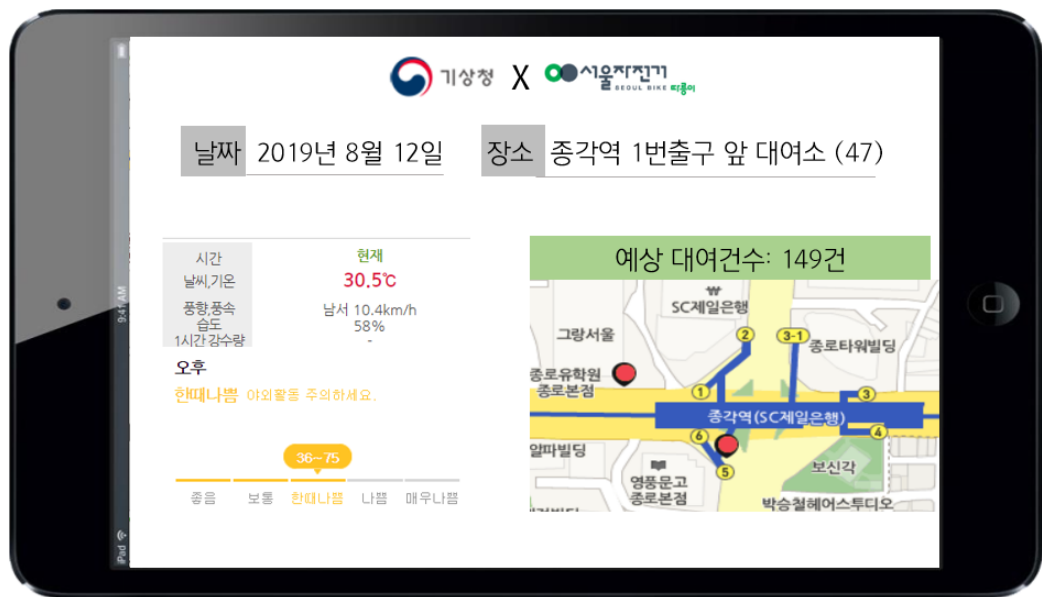 기상청 X 서울자전거
SEOUL BIKE 따릉이
날짜 2019년 8월 12일 장소 종각역 1번출구 앞 대여소 (47)
시간 현재
날씨,기온 30.5℃
풍향,풍속 남서 10.4km/h
습도 58%
1시간 강수량 -
오후
한때나쁨 야외활동 주의하세요.
36~75
좋음 보통 한때나쁨 나쁨 매우나쁨
예상 대여건수: 149건
SC제일은행
그랑서울
2
3-1
종로타워빌딩
종로유학원
종로본점
1
3
종각역(SC제일은행)
4
6
알파빌딩
5
보신각
영풍문고
종로본점
박승철헤어스투디오
9:41 AM
iPad